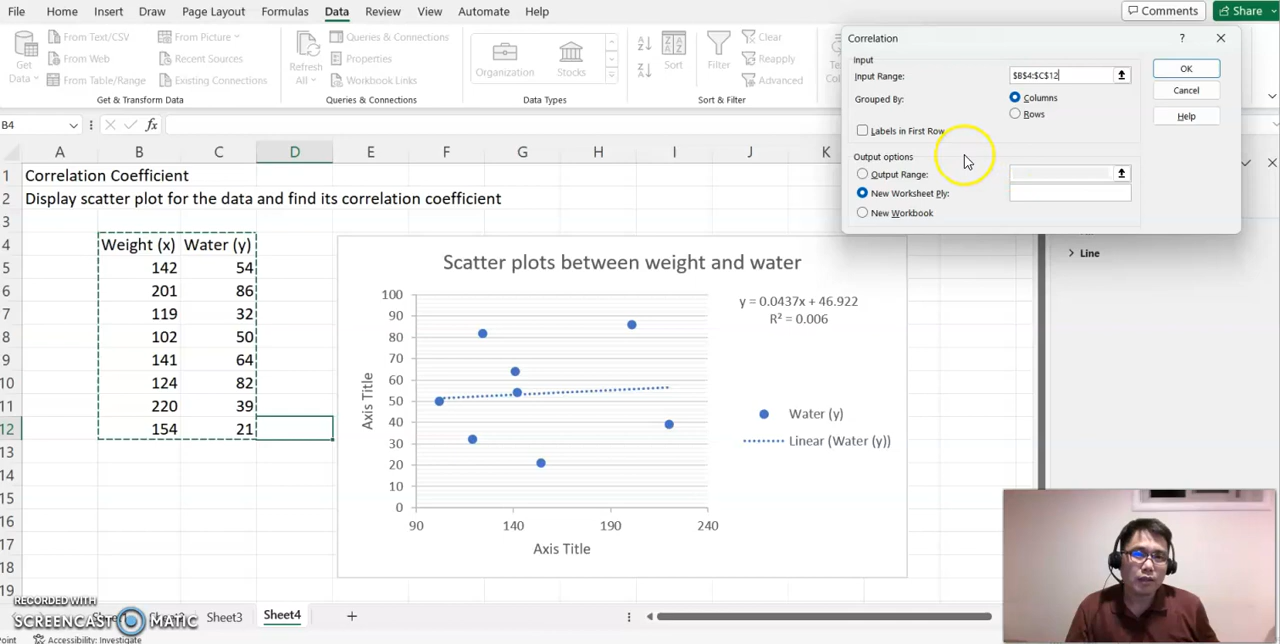 File Home Insert Draw Page Layout Formulas Data Review View Automate Help Comments Share
Get Data
From Text/CSV
From Web
From Table/Range
From Picture
Recent Sources
Existing Connections
Get & Transform Data
Refresh All
Queries & Connections
Properties
Workbook Links
Queries & Connections
Organization
Stocks
Data Types
Sort
Filter
Clear
Reapply
Advanced
Sort & Filter
Correlation
? 
Input
Input Range: $B$4:$C$12
Grouped By: Columns
Rows
Labels in First Row
Output options
Output Range:
New Worksheet Ply:
New Workbook
OK
Cancel
Help
B4
fx
A B C D E F G H I J K
1 Correlation Coefficient
2 Display scatter plot for the data and find its correlation coefficient
3
4 Weight (x) Water (y)
5 142 54
6 201 86
7 119 32
8 102 50
9 141 64
10 124 82
11 220 39
12 154 21
13
14
15
16
17
18
19
Scatter plots between weight and water
y = 0.0437x + 46.922
R² = 0.006
100
90
80
70
60
50
40
30
20
10
0
90 140 190 240
Axis Title
Axis Title
Water (y)
Linear (Water (y))
Line
RECORDED WITH
SCREENCAST MATIC
Sheet3 Sheet4
Point Accessibility: Investigate